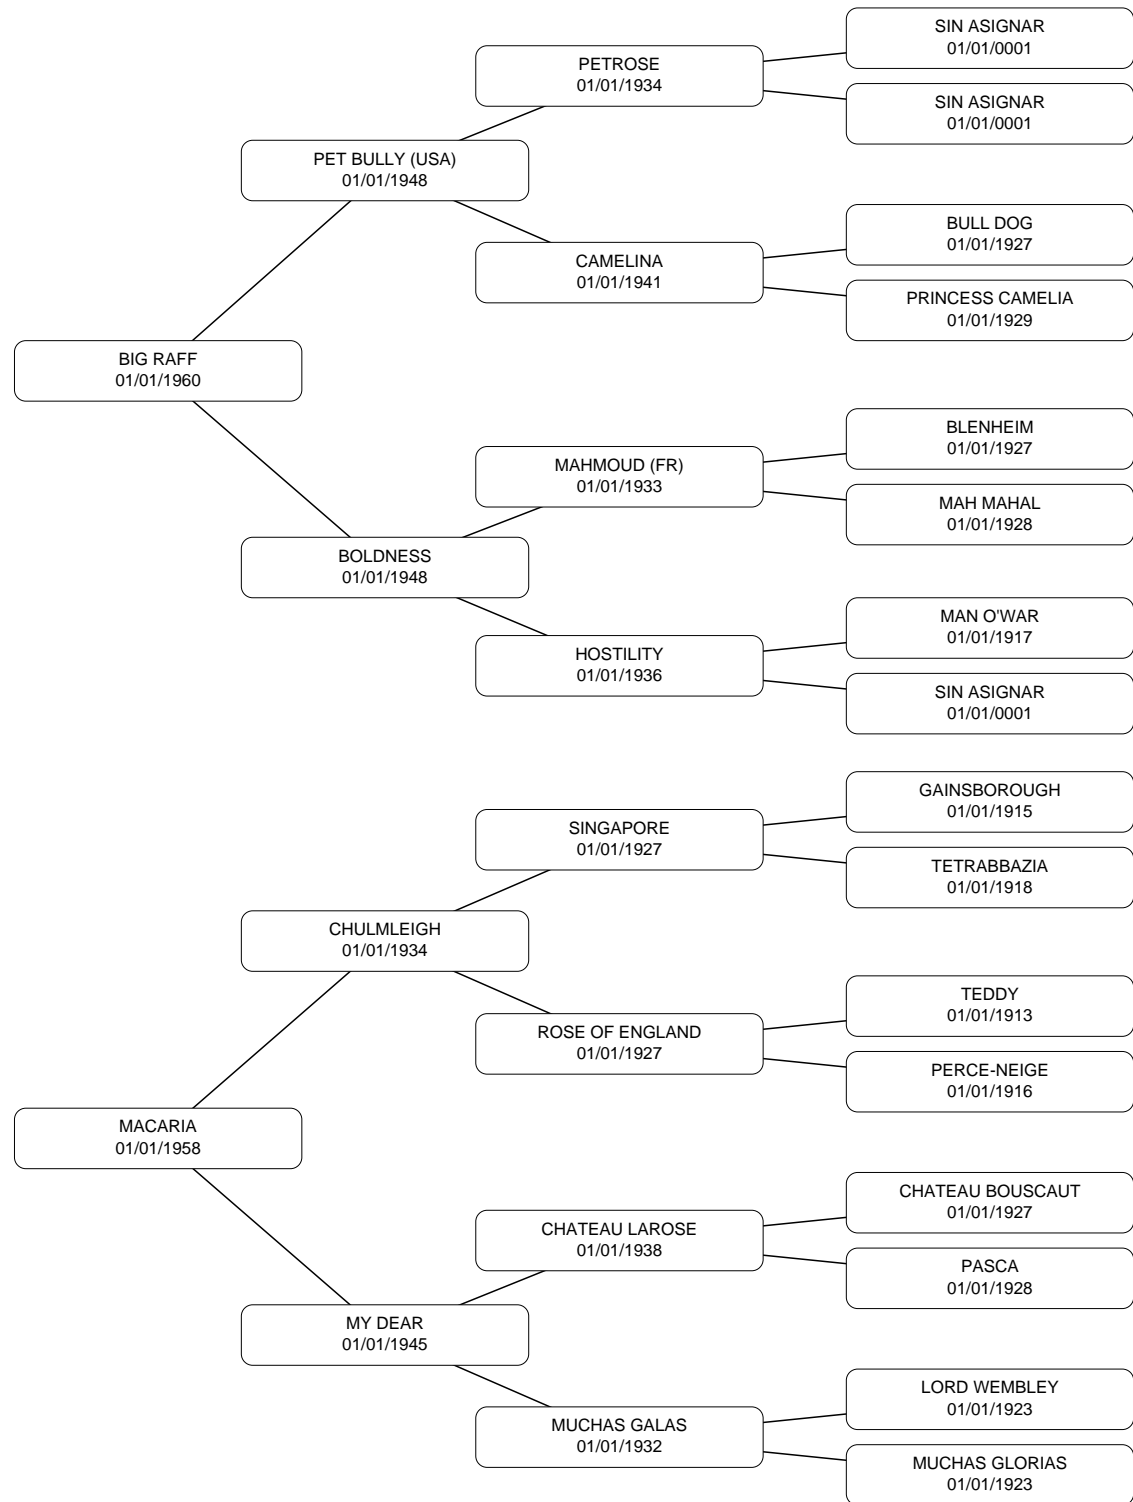 SIN ASIGNAR
01/01/0001
PETROSE
01/01/1934
SIN ASIGNAR
01/01/0001
PET BULLY (USA)
01/01/1948
BULL DOG
01/01/1927
CAMELINA
01/01/1941
PRINCESS CAMELIA
01/01/1929
BIG RAFF
01/01/1960
BLENHEIM
01/01/1927
MAHMOUD (FR)
01/01/1933
MAH MAHAL
01/01/1928
BOLDNESS
01/01/1948
MAN O'WAR
01/01/1917
HOSTILITY
01/01/1936
SIN ASIGNAR
01/01/0001
GAINSBOROUGH
01/01/1915
SINGAPORE
01/01/1927
TETRABBAZIA
01/01/1918
CHULMLEIGH
01/01/1934
TEDDY
01/01/1913
ROSE OF ENGLAND
01/01/1927
PERCE-NEIGE
01/01/1916
MACARIA
01/01/1958
CHATEAU BOUSCAUT
01/01/1927
CHATEAU LAROSE
01/01/1938
PASCA
01/01/1928
MY DEAR
01/01/1945
LORD WEMBLEY
01/01/1923
MUCHAS GALAS
01/01/1932
MUCHAS GLORIAS
01/01/1923